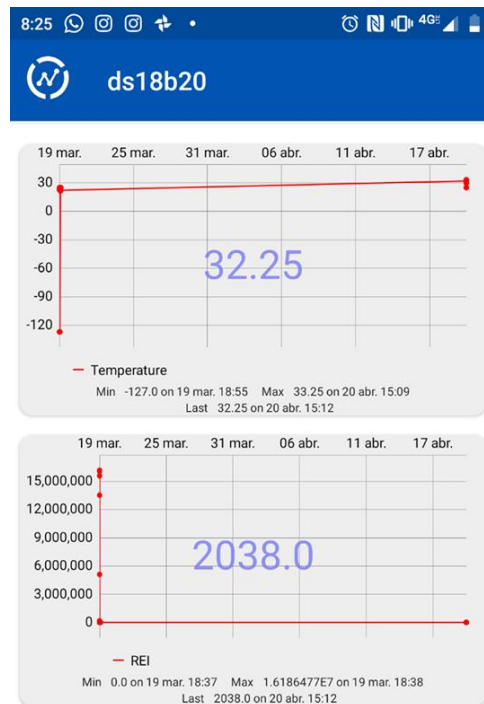 8:25 4GE
ds18b20
19 mar. 25 mar. 31 mar. 06 abr. 11 abr. 17 abr.
30
0
-30
-60
-90
-120
32.25
Temperature
Min -127.0 on 19 mar. 18:55 Max 33.25 on 20 abr. 15:09
Last 32.25 on 20 abr. 15:12
19 mar. 25 mar. 31 mar. 06 abr. 11 abr. 17 abr.
15,000,000
12,000,000
9,000,000
6,000,000
3,000,000
0
2038.0
REI
Min 0.0 on 19 mar. 18:37 Max 1.6186477E7 on 19 mar. 18:38
Last 2038.0 on 20 abr. 15:12